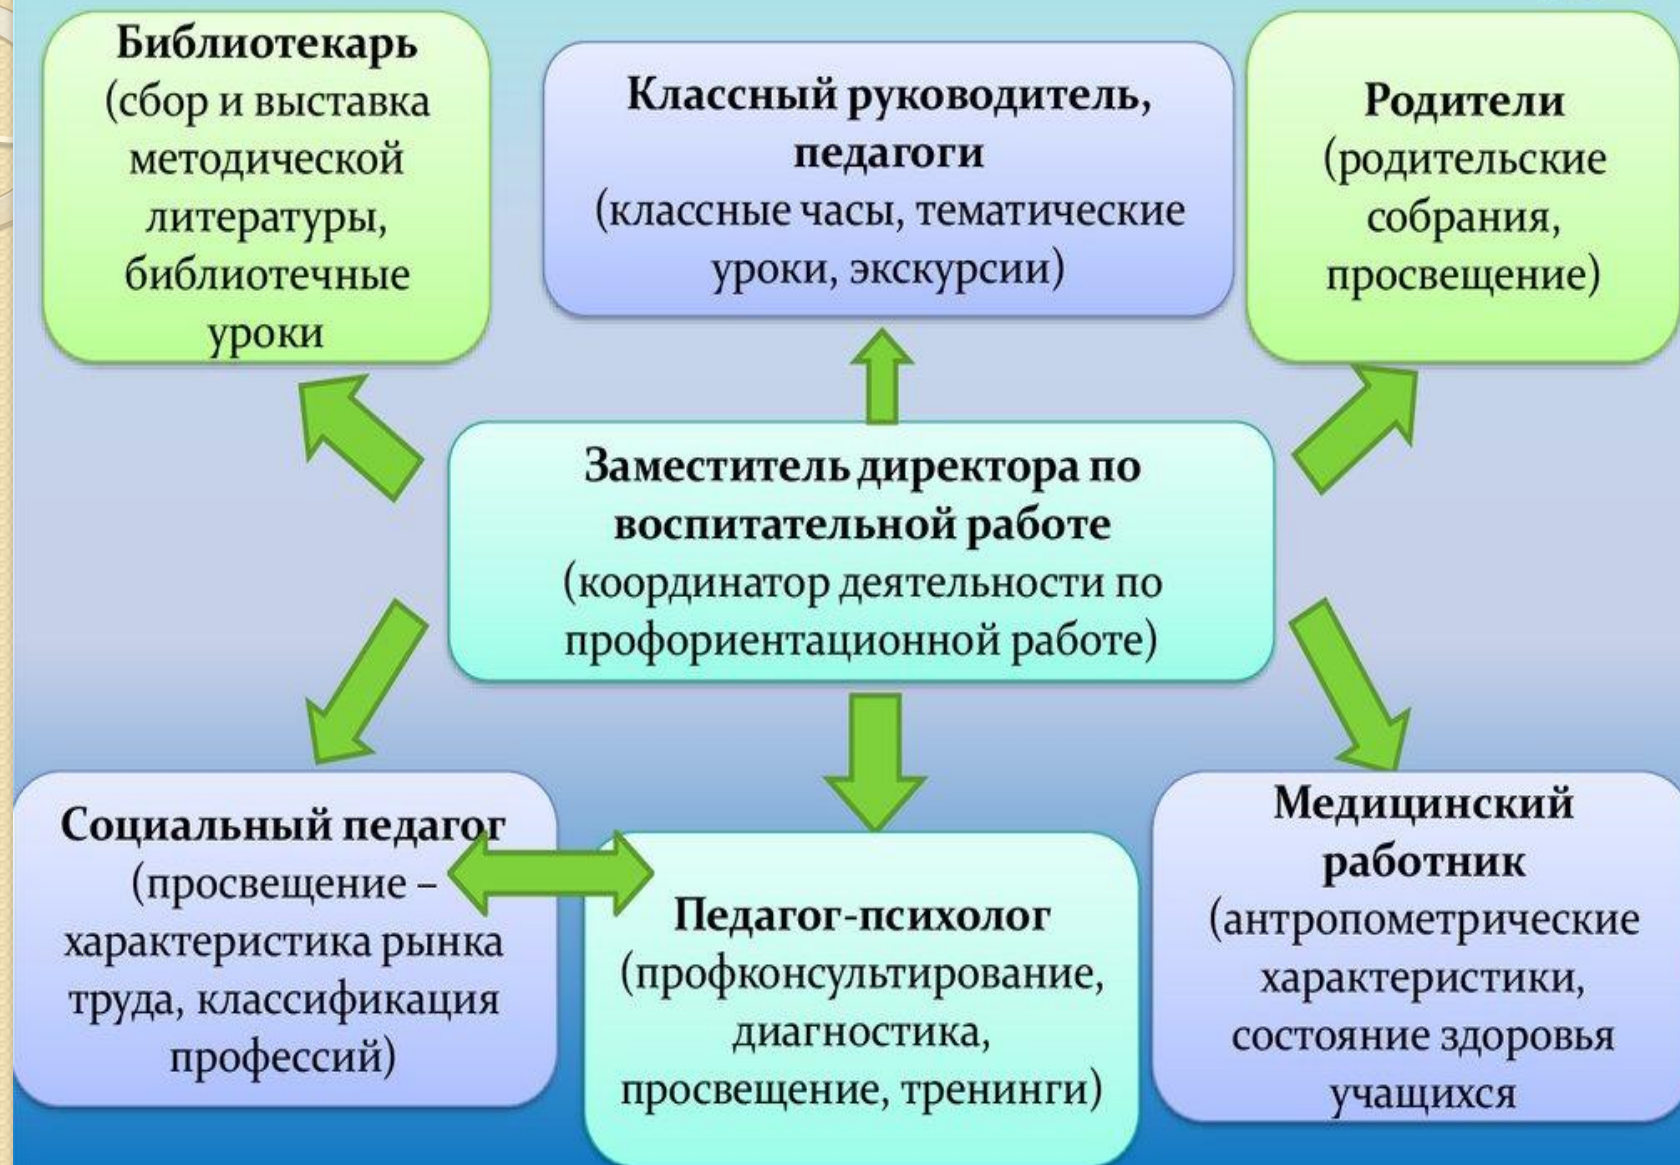 Библиотекарь
(сбор и выставка
методической
литературы,
библиотечные
уроки
Классный руководитель,
педагоги
(классные часы, тематические
уроки, экскурсии)
Родители
(родительские
собрания,
просвещение)
Заместитель директора по
воспитательной работе
(координатор деятельности по
профориентационной работе)
Социальный педагог
(просвещение –
характеристика рынка
труда, классификация
профессий)
Педагог-психолог
(профконсультирование,
диагностика,
просвещение, тренинги)
Медицинский
работник
(антропометрические
характеристики,
состояние здоровья
учащихся